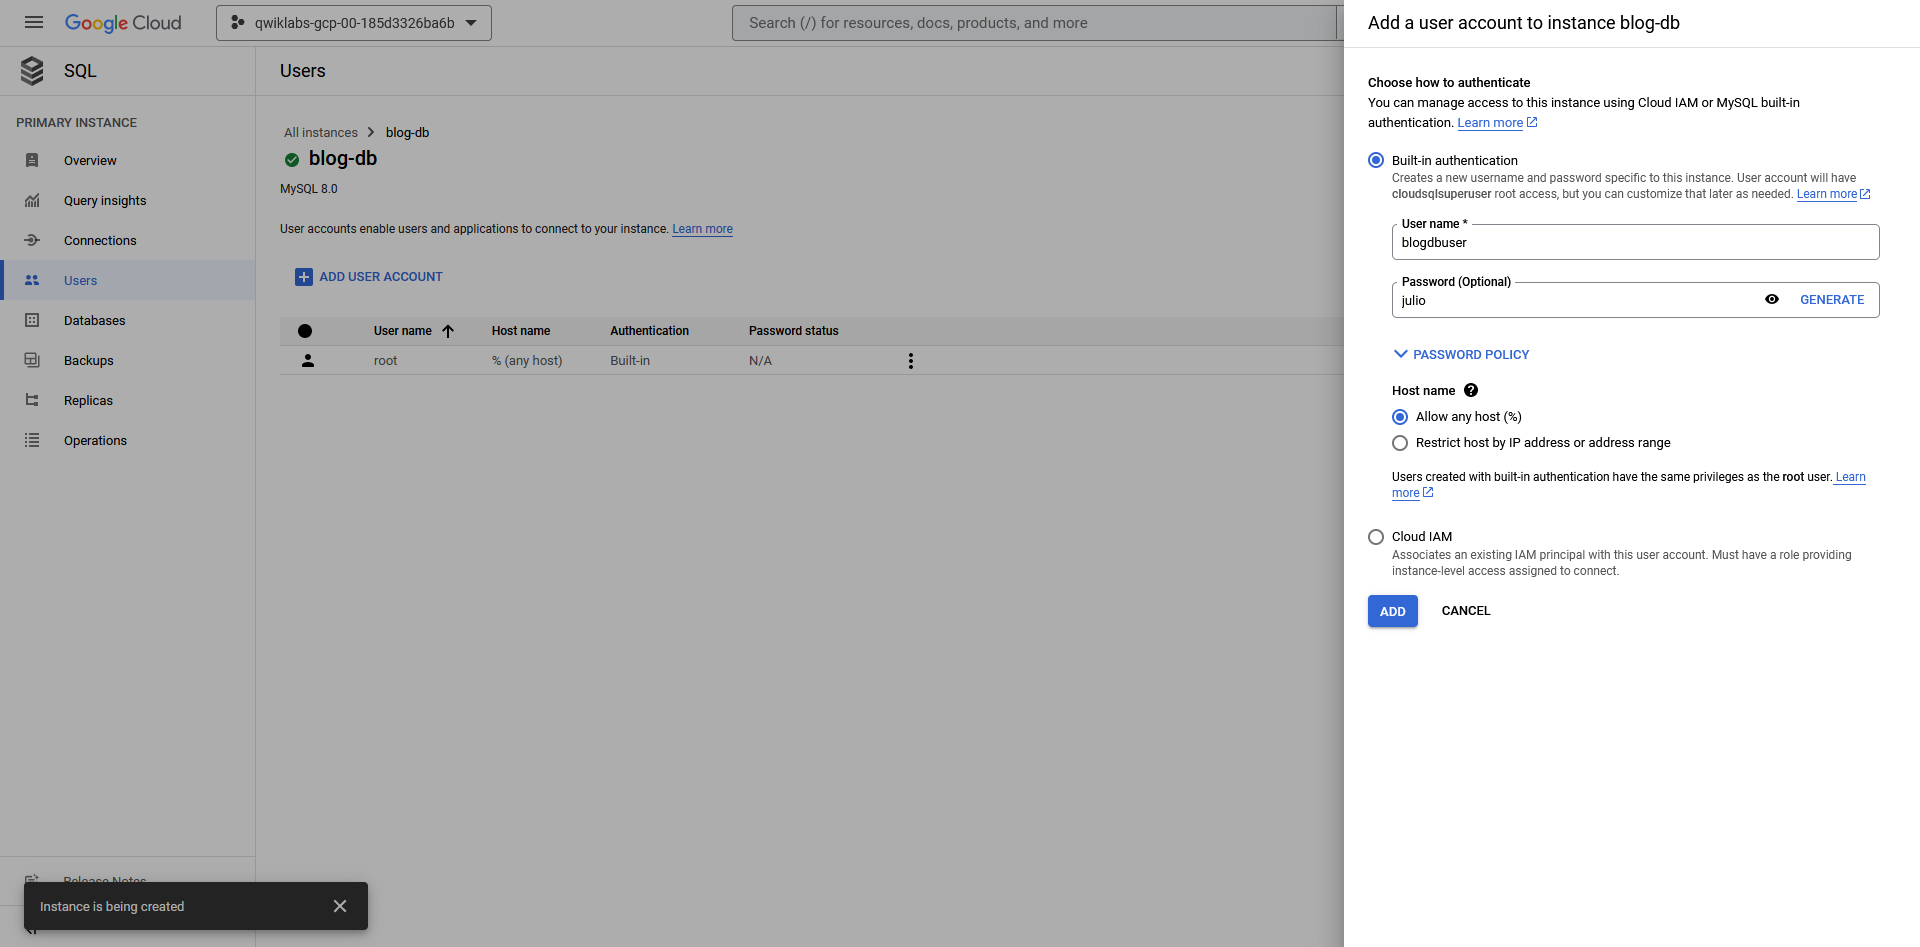 Google Cloud
qwiklabs-gcp-00-185d3326ba6b
Search (/) for resources, docs, products, and more
SQL
PRIMARY INSTANCE
Overview
Query insights
Connections
Users
Databases
Backups
Replicas
Operations
Release Notes
Instance is being created
Users
All instances
blog-db
blog-db
MySQL 8.0
User accounts enable users and applications to connect to your instance. Learn more
ADD USER ACCOUNT
User name Host name Authentication Password status
root % (any host) Built-in N/A
Add a user account to instance blog-db
Choose how to authenticate
You can manage access to this instance using Cloud IAM or MySQL built-in
authentication. Learn more
Built-in authentication
Creates a new username and password specific to this instance. User account will have
cloudsqlsuperuser root access, but you can customize that later as needed. Learn more
User name *
blogdbuser
Password (Optional)
julio
GENERATE
PASSWORD POLICY
Host name
Allow any host (%)
Restrict host by IP address or address range
Users created with built-in authentication have the same privileges as the root user. Learn
more
Cloud IAM
Associates an existing IAM principal with this user account. Must have a role providing
instance-level access assigned to connect.
ADD
CANCEL